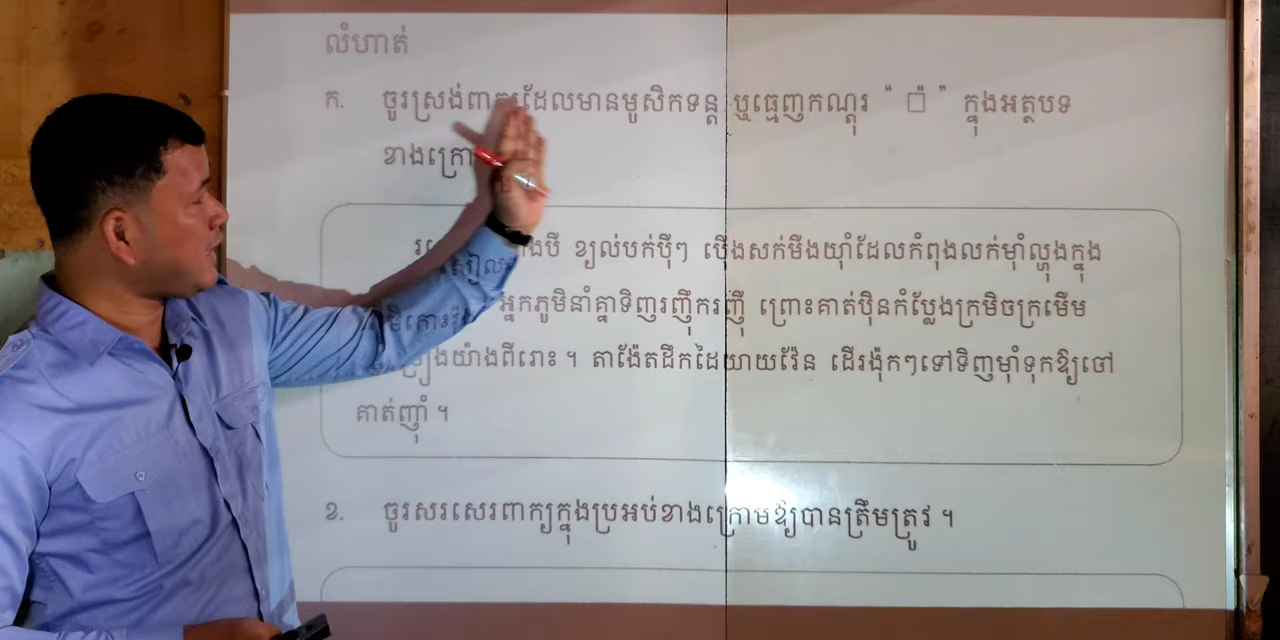 លំហាត់
ក. ចូរស្រង់ពាក្យដែលមានមូសិកទន្ត ឬធ្មេញកណ្ដុរ “ ៉ ” ក្នុងអត្ថបទ
ខាងក្រោ
ងបី ខ្យល់បក់ប៉ីៗ ប៉ើងសក់ម៉ីងយ៉ាំដែលកំពុងលក់ម៉ាំល្ហុងក្នុង
អ្នកភូមិនាំគ្នាទិញរញ៉ឹករញ៉ី ព្រោះគាត់ប៉ិនកំប្លែងក្រមិចក្រមើម
ច្រៀងយ៉ាងពីរោះ ។ តាង៉ែតដឹកដៃយាយវ៉ែន ដើរង៉ុកៗទៅទិញម៉ាំទុកឱ្យចៅ
គាត់ញ៉ាំ ។
ខ. ចូរសរសេរពាក្យក្នុងប្រអប់ខាងក្រោមឱ្យបានត្រឹមត្រូវ ។